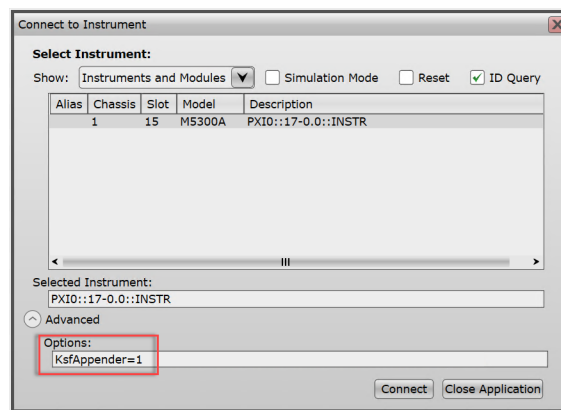 Connect to Instrument
Select Instrument:
Show: Instruments and Modules Simulation Mode Reset ID Query
Alias Chassis Slot Model Description
1 15 M5300A PXI0::17-0.0::INSTR
Selected Instrument:
PXI0::17-0.0::INSTR
Advanced
Options:
KsfAppender=1
Connect Close Application